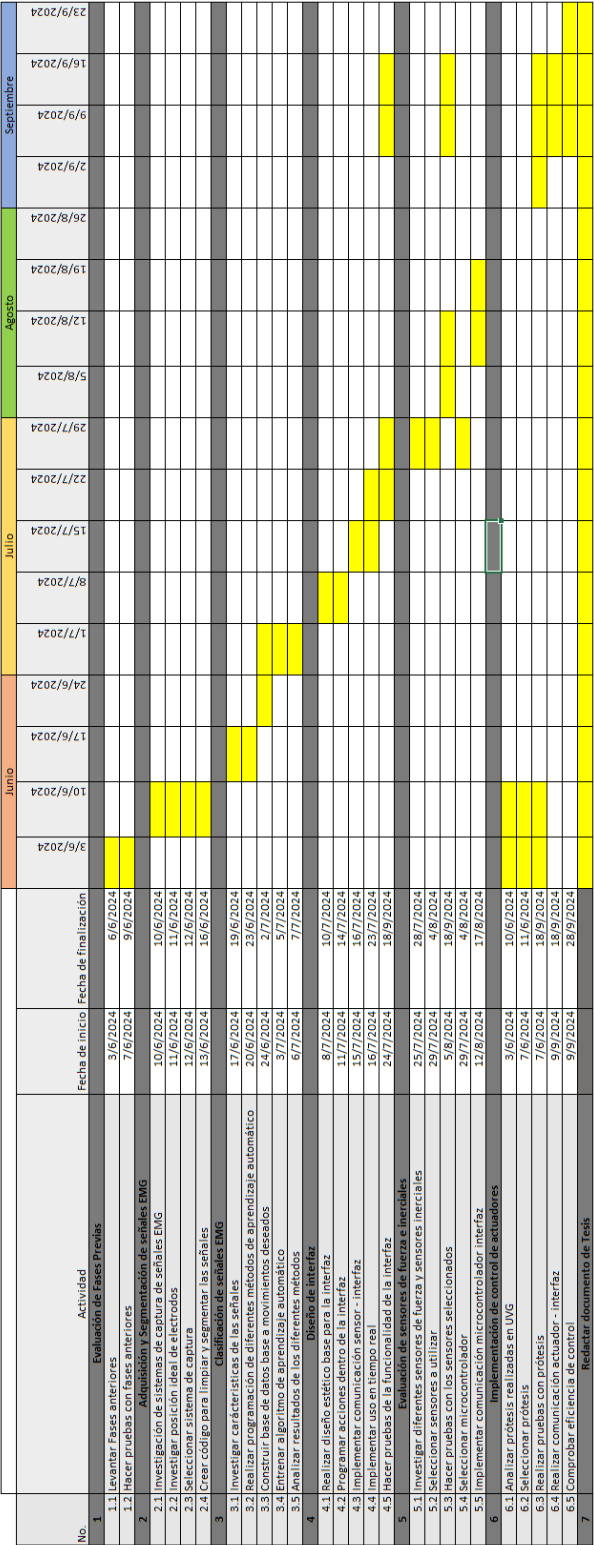 Junio Julio Agosto Septiembre
No. Actividad Fecha de inicio Fecha de finalización 3/6/2024 10/6/2024 17/6/2024 24/6/2024 1/7/2024 8/7/2024 15/7/2024 22/7/2024 29/7/2024 5/8/2024 12/8/2024 19/8/2024 26/8/2024 2/9/2024 9/9/2024 16/9/2024 23/9/2024
1 Evaluación de Fases Previas
1.1 Levantar Fases anteriores 3/6/2024 6/6/2024
1.2 Hacer pruebas con fases anteriores 7/6/2024 9/6/2024
2 Adquisición y Segmentación de señales EMG
2.1 Investigación de sistemas de captura de señales EMG 10/6/2024 10/6/2024
2.2 Investigar posición ideal de electrodos 11/6/2024 11/6/2024
2.3 Seleccionar sistema de captura 12/6/2024 12/6/2024
2.4 Crear código para limpiar y segmentar las señales 13/6/2024 16/6/2024
3 Clasificación de señales EMG
3.1 Investigar carácteristicas de las señales 17/6/2024 19/6/2024
3.2 Realizar programación de diferentes métodos de aprendizaje automático 20/6/2024 23/6/2024
3.3 Construir base de datos base a movimientos deseados 24/6/2024 2/7/2024
3.4 Entrenar algoritmo de aprendizaje automático 3/7/2024 5/7/2024
3.5 Analizar resultados de los diferentes métodos 6/7/2024 7/7/2024
4 Diseño de interfáz
4.1 Realizar diseño estético base para la interfaz 8/7/2024 10/7/2024
4.2 Programar acciones dentro de la interfaz 11/7/2024 14/7/2024
4.3 Implementar comunicación sensor - interfaz 15/7/2024 16/7/2024
4.4 Implementar uso en tiempo real 16/7/2024 23/7/2024
4.5 Hacer pruebas de la funcionalidad de la interfaz 24/7/2024 18/9/2024
5 Evaluación de sensores de fuerza e inerciales
5.1 Investigar diferentes sensores de fuerza y sensores inerciales 25/7/2024 28/7/2024
5.2 Seleccionar sensores a utilizar 29/7/2024 4/8/2024
5.3 Hacer pruebas con los sensores seleccionados 5/8/2024 18/9/2024
5.4 Seleccionar microcontrolador 29/7/2024 4/8/2024
5.5 Implementar comunicación microcontrolador interfaz 12/8/2024 17/8/2024
6 Implementación de control de actuadores
6.1 Analizar prótesis realizadas en UVG 3/6/2024 10/6/2024
6.2 Seleccionar prótesis 7/6/2024 11/6/2024
6.3 Realizar pruebas con prótesis 7/6/2024 18/9/2024
6.4 Realizar comunicación actuador - interfaz 9/9/2024 18/9/2024
6.5 Comprobar eficiencia de control 9/9/2024 28/9/2024
7 Redactar documento de Tesis